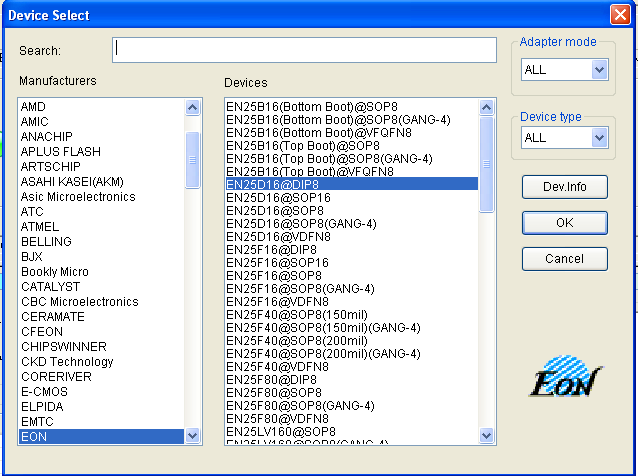 Device Select
Search:
Adapter mode
ALL
Device type
ALL
Dev.Info
OK
Cancel
Manufacturers
AMD
AMIC
ANACHIP
APLUS FLASH
ARTSCHIP
ASAHI KASEI(AKM)
Asic Microelectronics
ATC
ATMEL
BELLING
BJX
Bookly Micro
CATALYST
CBC Microelectronics
CERAMATE
CFEON
CHIPSWINNER
CKD Technology
CORERIVER
E-CMOS
ELPIDA
EMTC
EON
Devices
EN25B16(Bottom Boot)@SOP8
EN25B16(Bottom Boot)@SOP8(GANG-4)
EN25B16(Bottom Boot)@VFQFN8
EN25B16(Top Boot)@SOP8
EN25B16(Top Boot)@SOP8(GANG-4)
EN25B16(Top Boot)@VFQFN8
EN25D16@DIP8
EN25D16@SOP16
EN25D16@SOP8
EN25D16@SOP8(GANG-4)
EN25D16@VDFN8
EN25F16@DIP8
EN25F16@SOP16
EN25F16@SOP8
EN25F16@SOP8(GANG-4)
EN25F16@VDFN8
EN25F40@SOP8(150mil)
EN25F40@SOP8(150mil)(GANG-4)
EN25F40@SOP8(200mil)
EN25F40@SOP8(200mil)(GANG-4)
EN25F40@VDFN8
EN25F80@DIP8
EN25F80@SOP8
EN25F80@SOP8(GANG-4)
EN25F80@VDFN8
EN25LV160@SOP8
EN25LV160@SOP8(GANG-4)
Eon